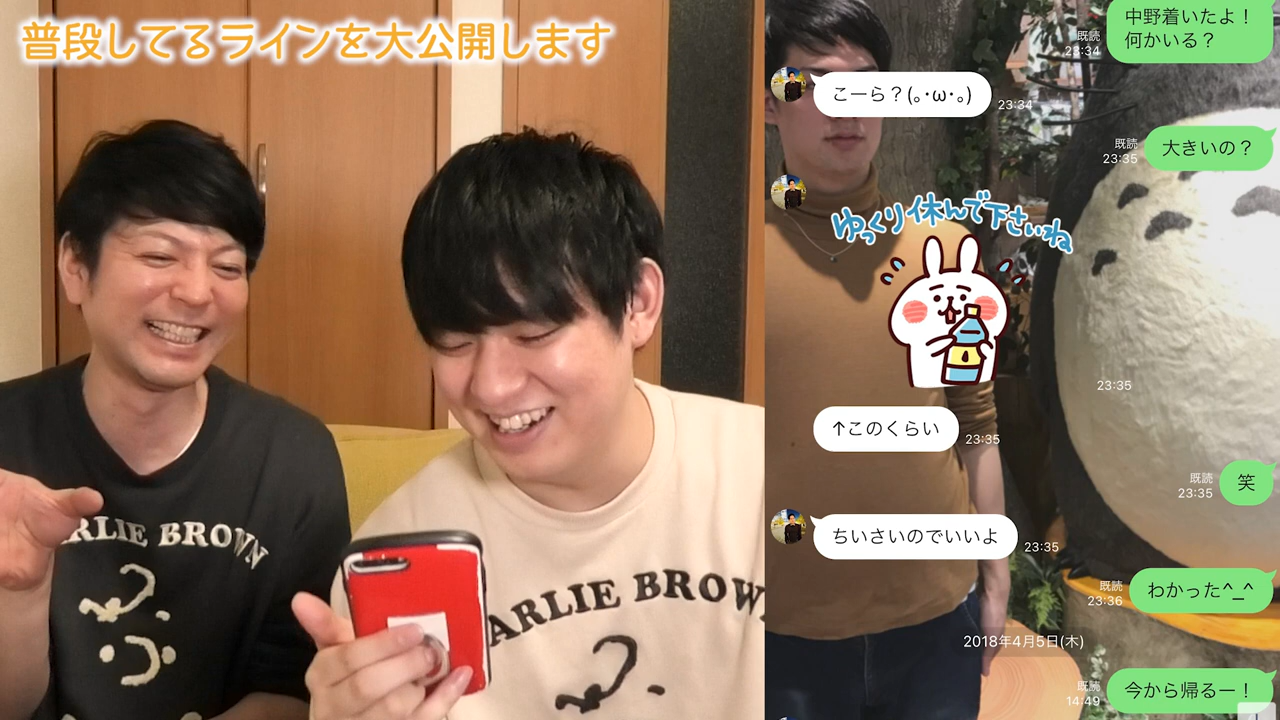 普段してるラインを大公開します
ARLIE BROWN
ARLIE BROW
中野着いたよ！
何かいる？
既読
23:34
こーら？(｡･ω･｡)
23:34
大きいの？
既読
23:35
ゆっくり休んで下さいね
23:35
↑このくらい
23:35
笑
既読
23:35
ちいさいのでいいよ
23:35
わかった^_^
既読
23:36
2018年4月5日(木)
今から帰るー！
既読
14:49